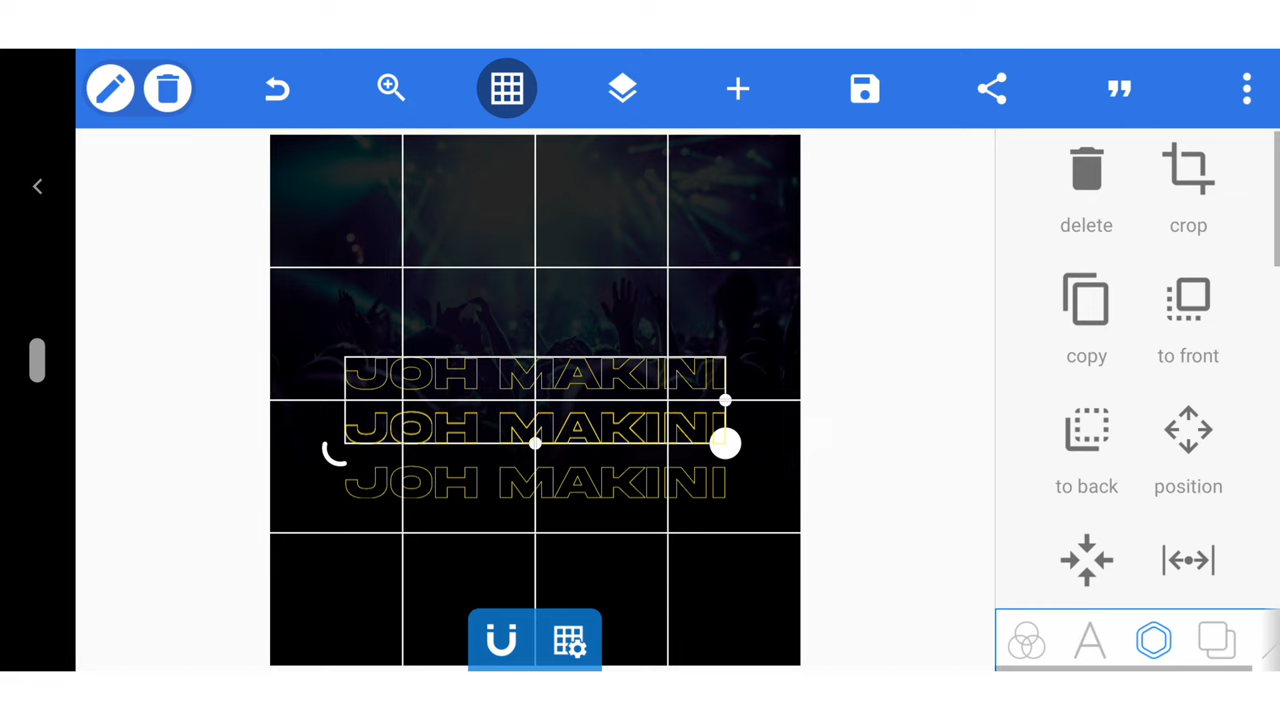 JOH MAKINI
JOH MAKINI
JOH MAKINI
delete
crop
copy
to front
to back
position